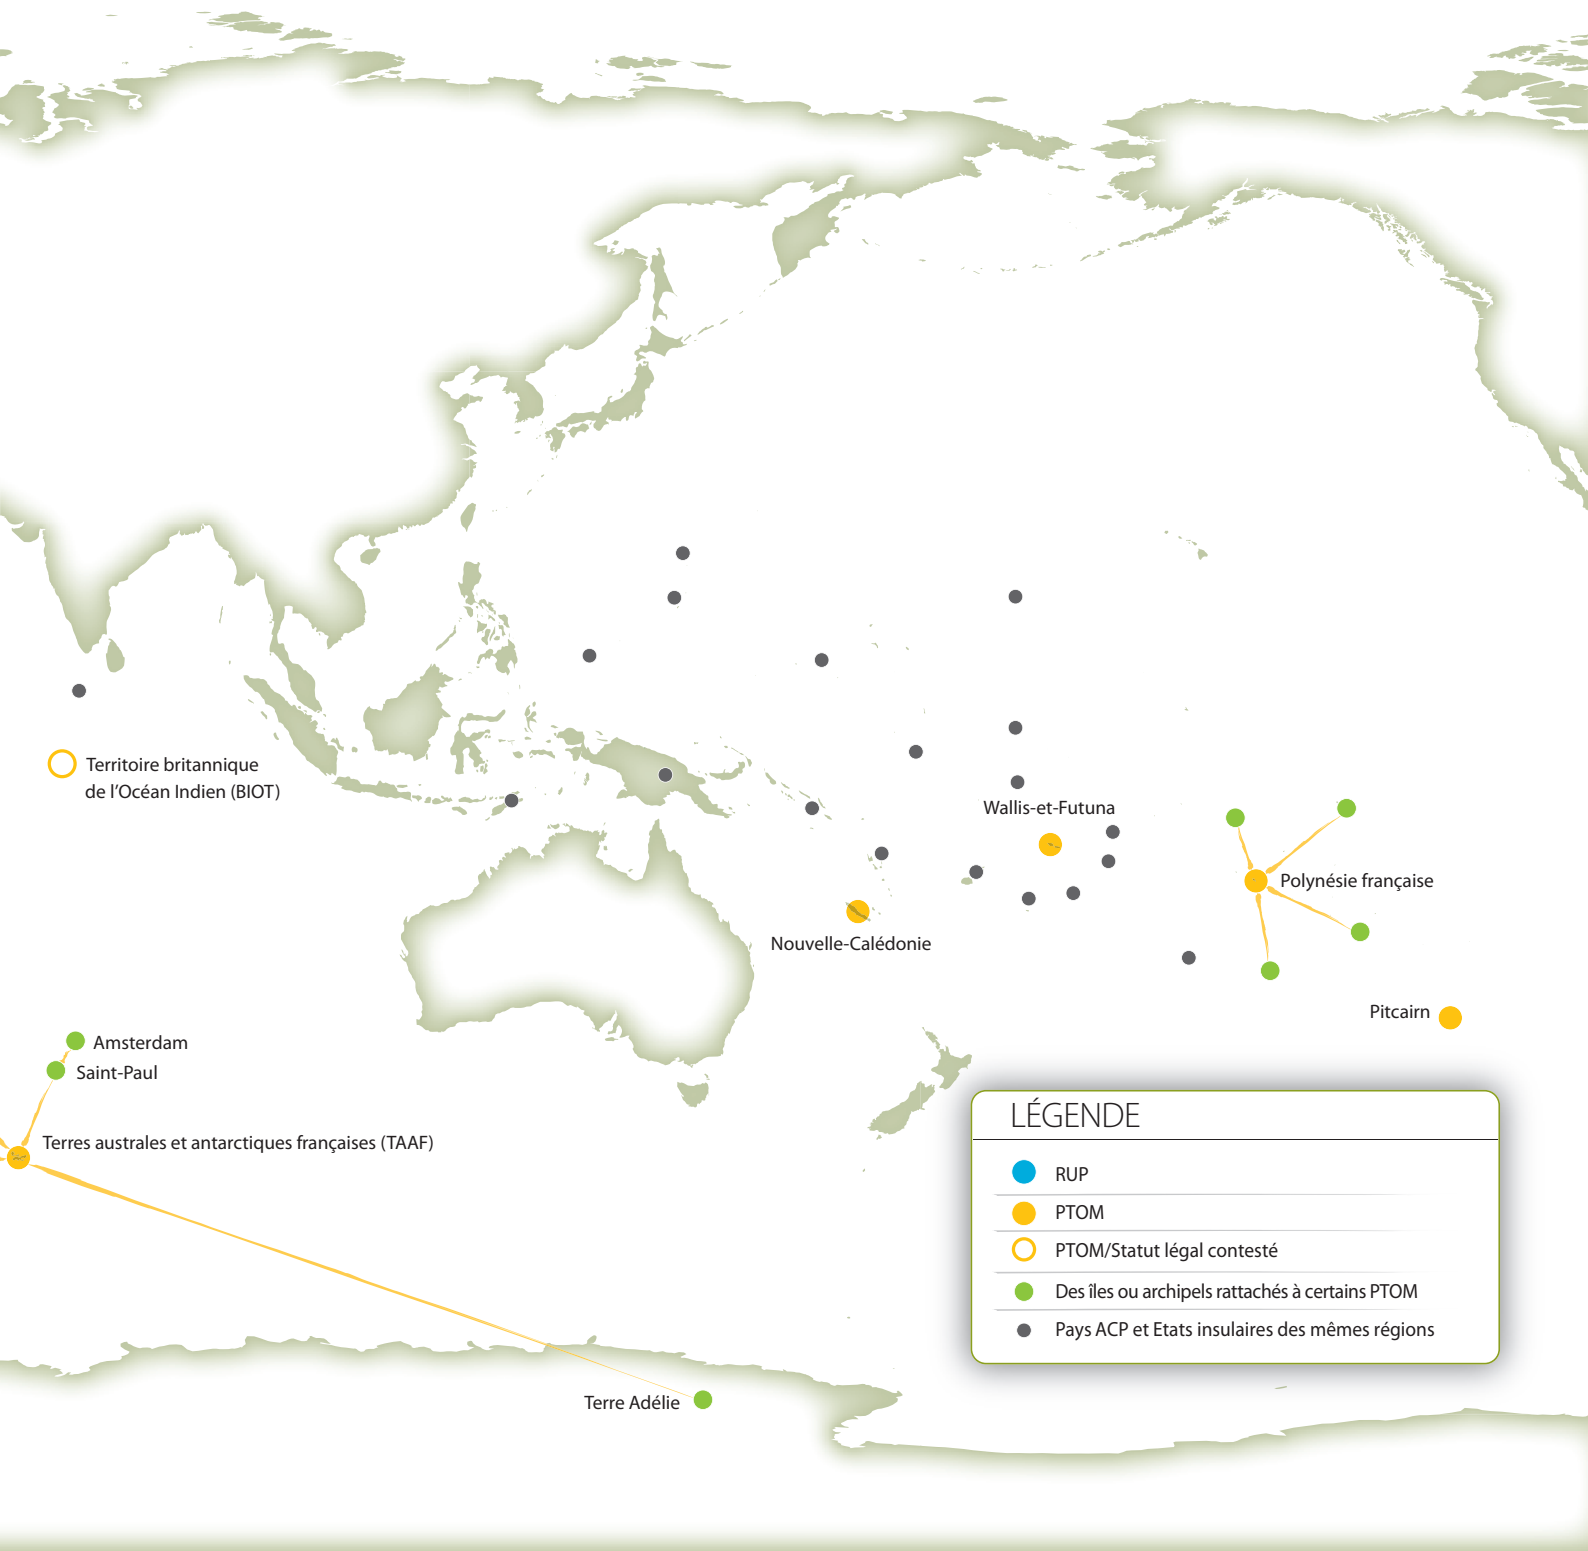 Territoire britannique
de l'Océan Indien (BIOT)
Wallis-et-Futuna
Polynésie française
Nouvelle-Calédonie
Pitcairn
Amsterdam
Saint-Paul
Terres australes et antarctiques françaises (TAAF)
Terre Adélie
LÉGENDE
RUP
PTOM
PTOM/Statut légal contesté
Des îles ou archipels rattachés à certains PTOM
Pays ACP et Etats insulaires des mêmes régions